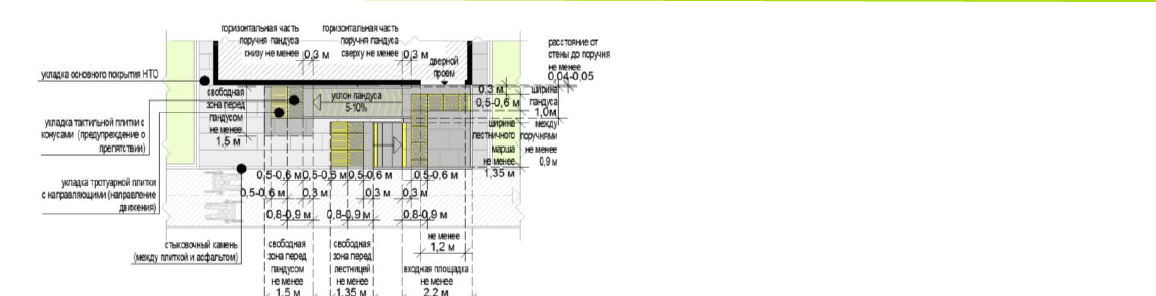 горизонтальная часть
поручня пандуса
снизу не менее 0,3 м
горизонтальная часть
поручня пандуса
сверху не менее 0,3 м
дверной
проем
расстояние от
стены до поручня
не менее
0,04-0,05
укладка основного покрытия НТО
свободная
зона перед
пандусом
не менее
1,5 м
уклон пандуса
5-10%
0,3 м
0,5-0,6 м
ширина
пандуса
1,0м
между
поручнями
не менее
0,9 м
ширина
лестничного
марша
не менее
1,35 м
укладка тактильной плитки с
конусами (предупреждение о
препятствии)
укладка тротуарной плитки
с направляющими (направление
движения)
стыковочный камень
(между плиткой и асфальтом)
0,5-0,6 м
0,5-0,6 м
0,5-0,6 м
0,5-0,6 м
0,5-0,6 м
0,3 м
0,3 м
0,3 м
0,8-0,9 м
0,8-0,9 м
0,8-0,9 м
не менее
1,2 м
свободная
зона перед
пандусом
не менее
1,5 м
свободная
зона перед
лестницей
не менее
1,35 м
входная площадка
не менее
2,2 м